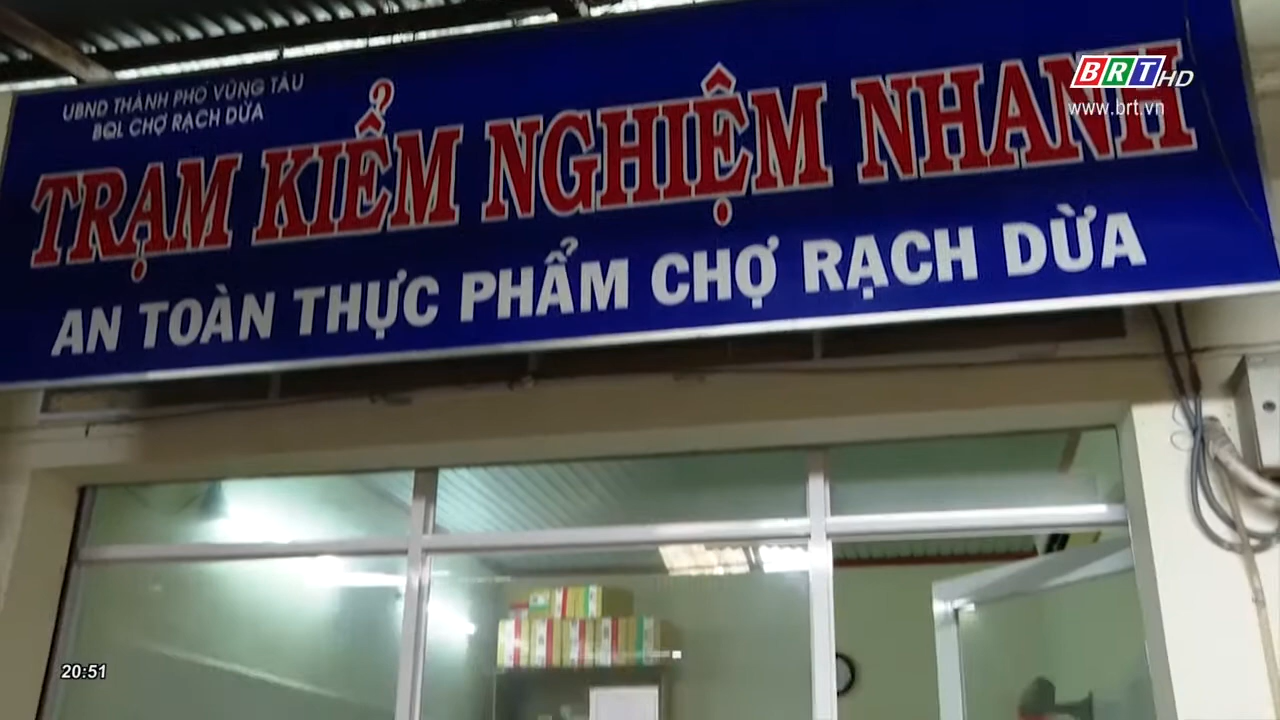 BRT HD
www.brt.vn
UBND THÀNH PHỐ VŨNG TÀU
BQL CHỢ RẠCH DỪA
TRẠM KIỂM NGHIỆM NHANH
AN TOÀN THỰC PHẨM CHỢ RẠCH DỪA
20:51